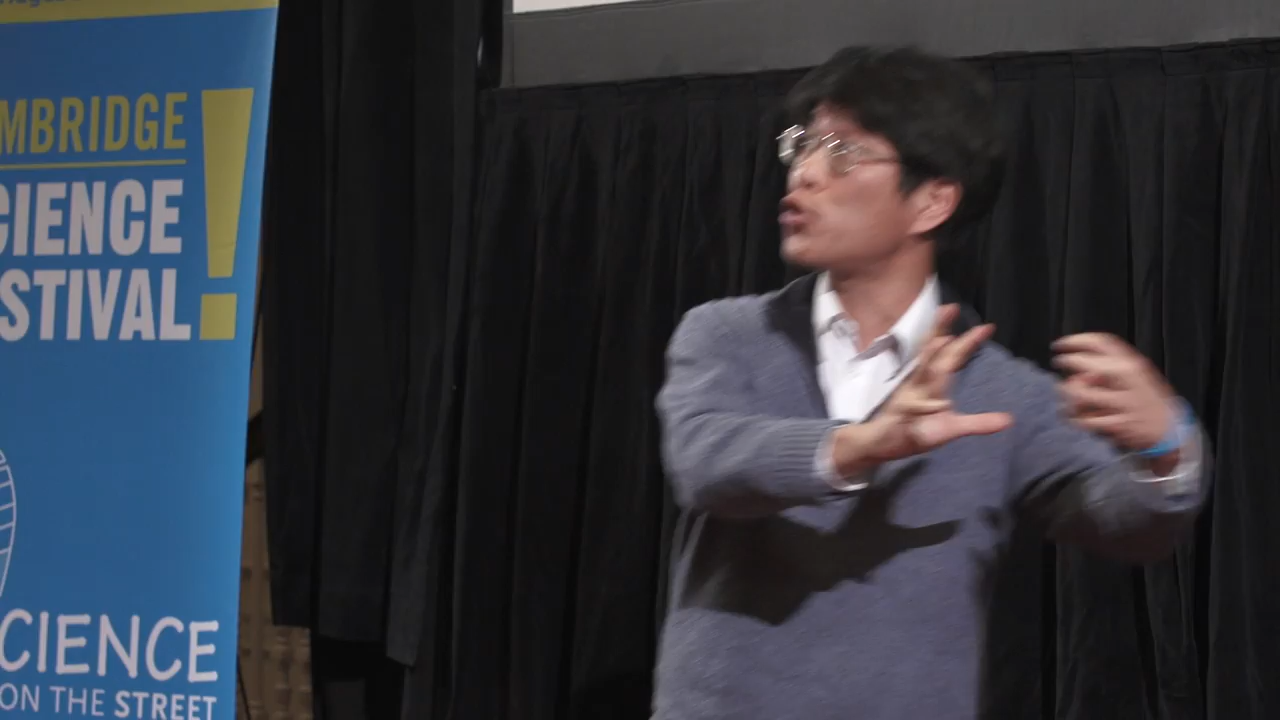 MBRIDGE
CIENCE
STIVAL!
CIENCE
ON THE STREET